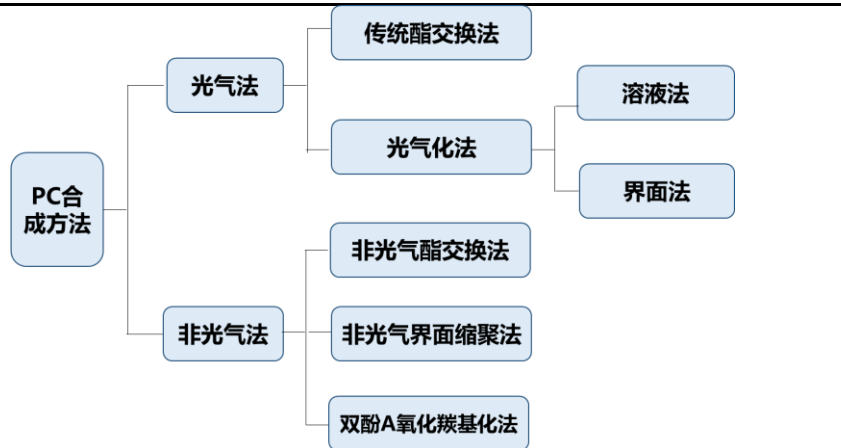 传统酯交换法
光气法
溶液法
光气化法
PC合
成方法
界面法
非光气酯交换法
非光气法
非光气界面缩聚法
双酚A氧化羰基化法